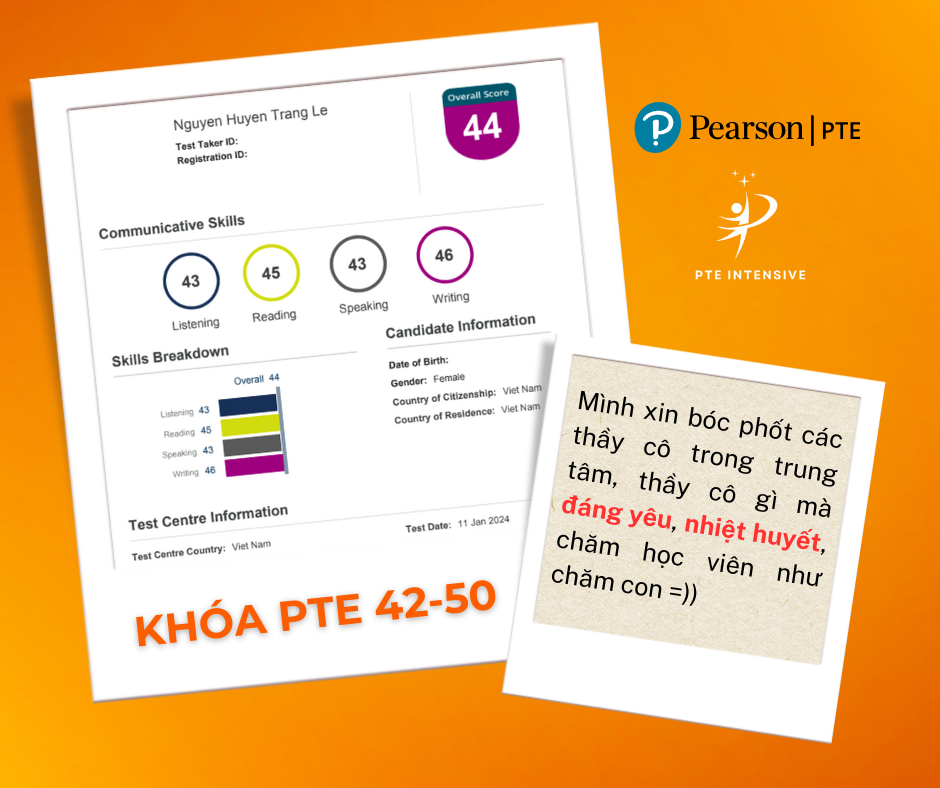 Nguyen Huyen Trang Le
Test Taker ID:
Registration ID:
Overall Score
44
Communicative Skills
43
45
43
46
Listening
Reading
Speaking
Writing
Skills Breakdown
Overall 44
Listening 43
Reading 45
Speaking 43
Writing 46
Candidate Information
Date of Birth:
Gender: Female
Country of Citizenship: Viet Nam
Country of Residence: Viet Nam
Test Centre Information
Test Centre Country: Viet Nam
Test Date: 11 Jan 2024
KHÓA PTE 42-50
Pearson | PTE
PTE INTENSIVE
Mình xin bóc phốt các
thầy cô trong trung
tâm, thầy cô gì mà
đáng yêu, nhiệt huyết,
chăm học viên như
chăm con =))